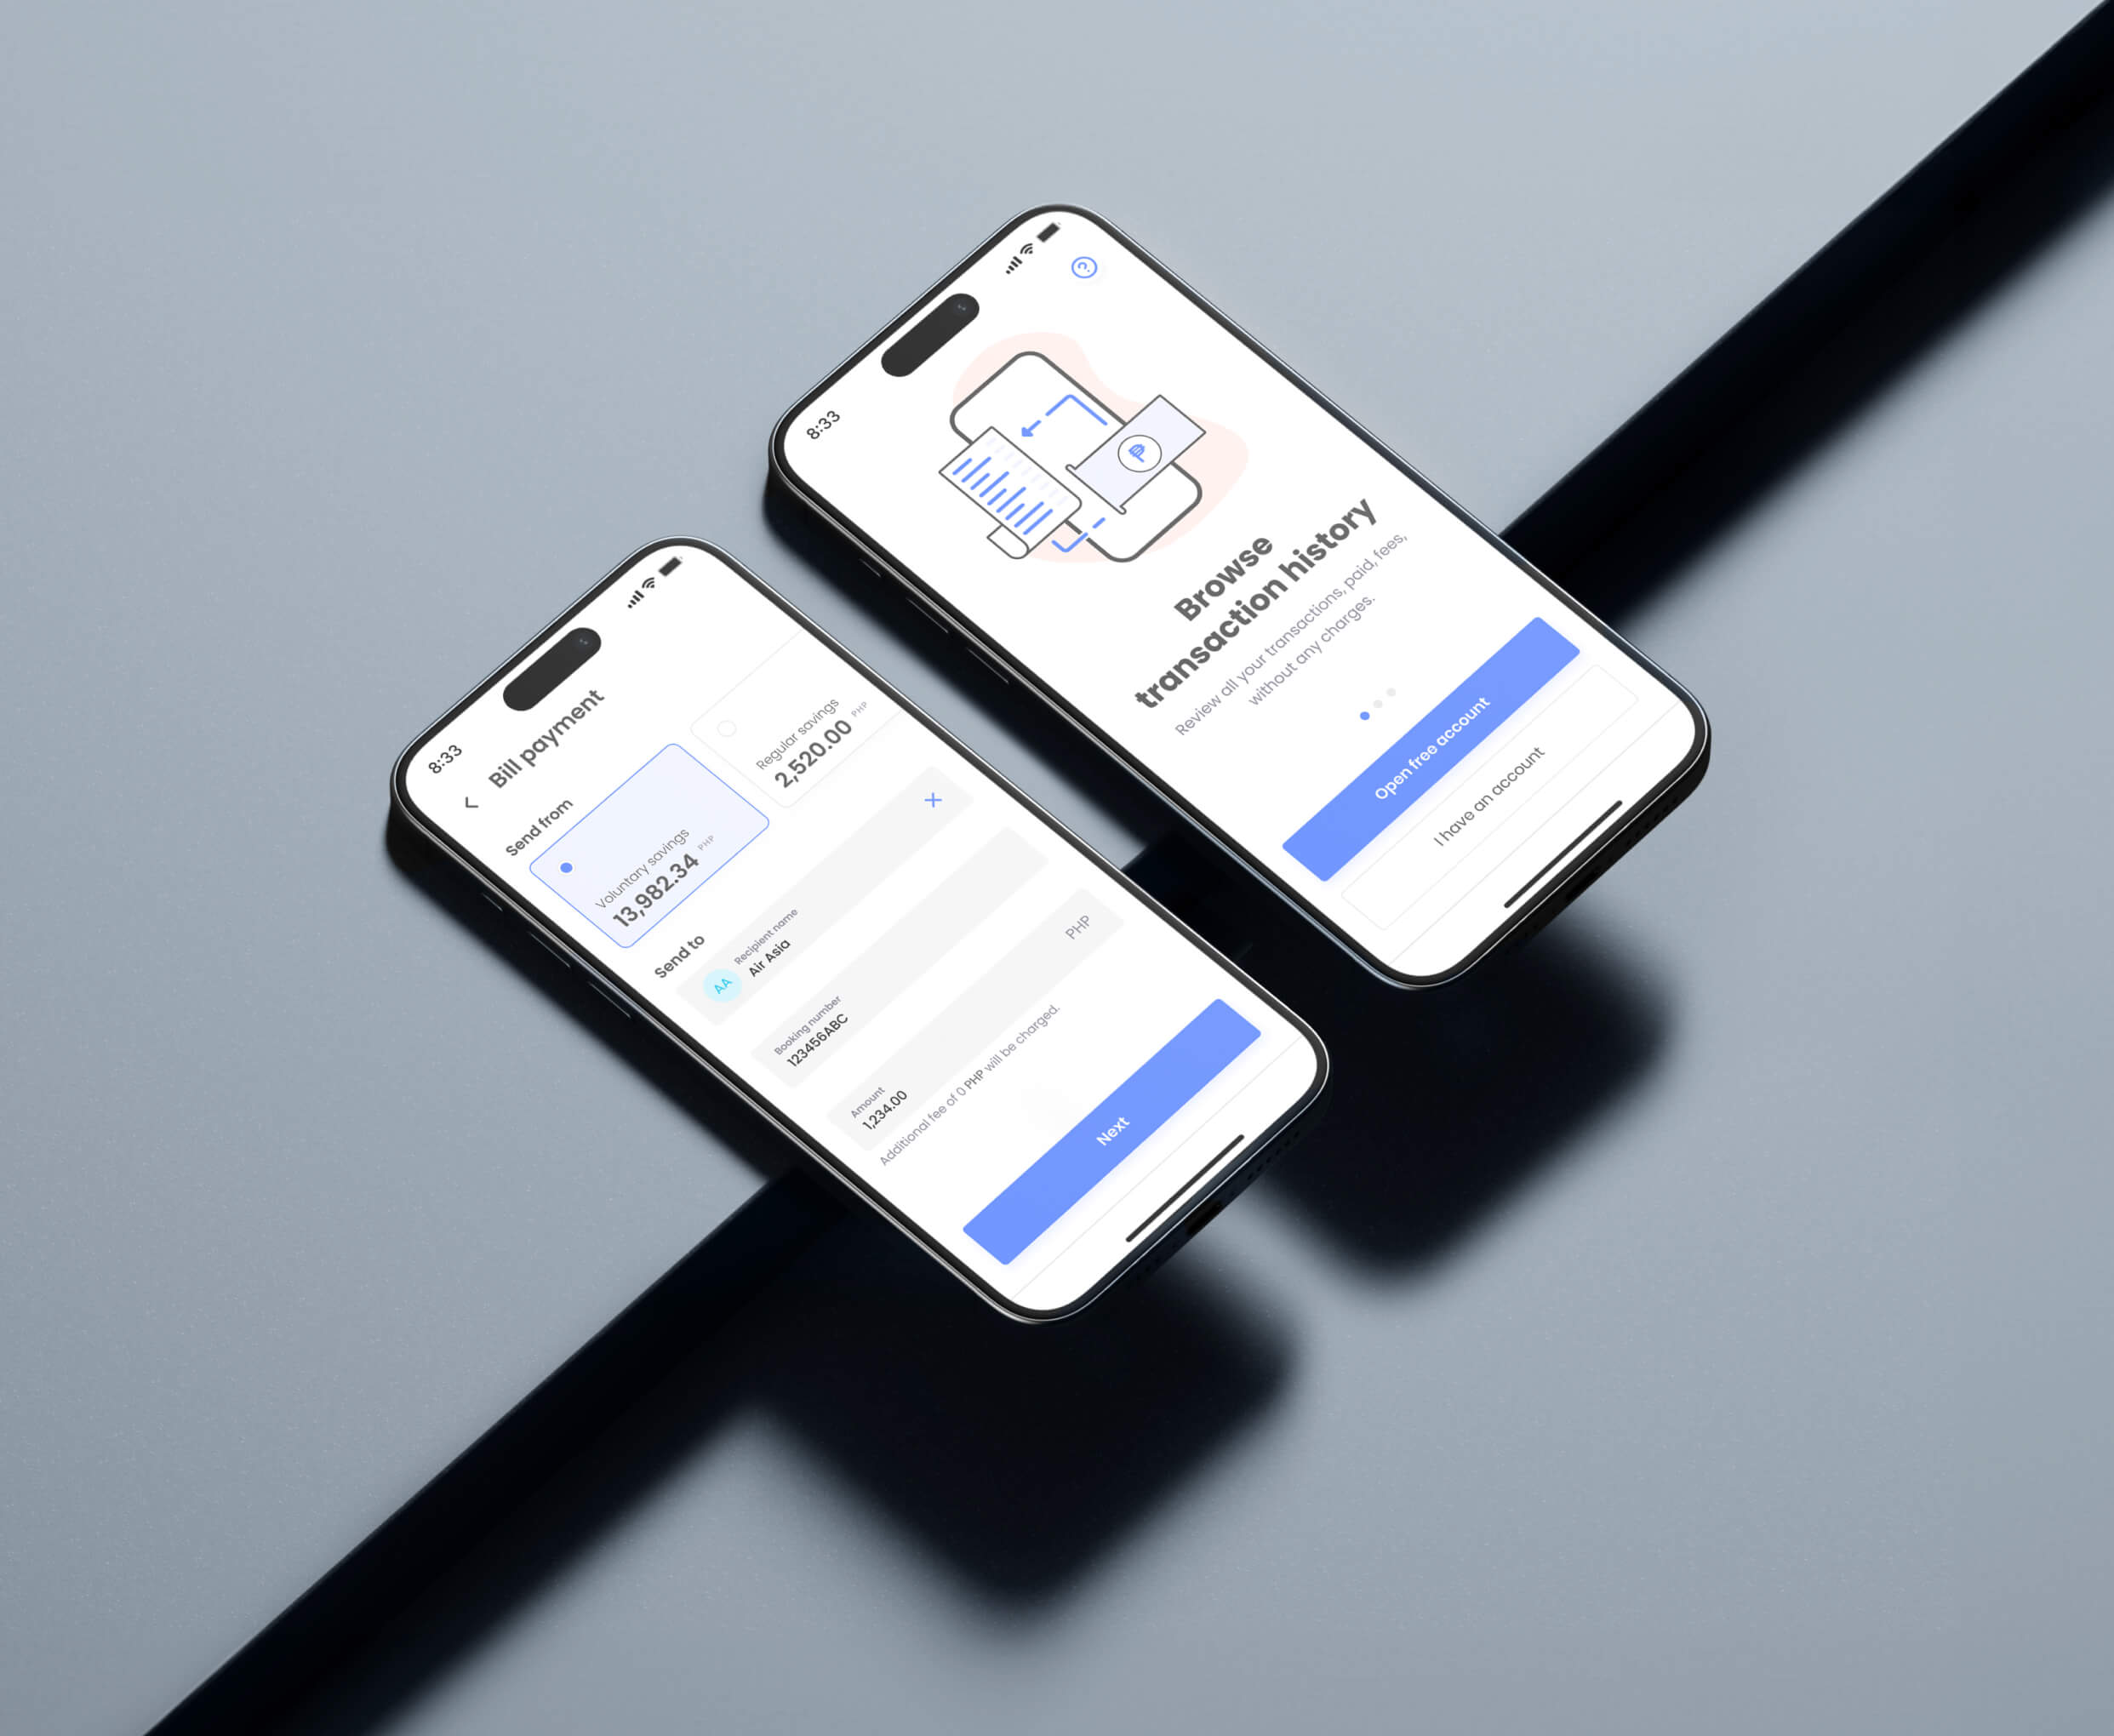 8:33
Bill payment
Send from
Voluntary savings
13,982.34 PHP
Regular savings
2,520.00 PHP
Send to
AA
Recipient name
Air Asia
Booking number
123456ABC
Amount
1,234.00
PHP
Additional fee of 0 PHP will be charged.
Next
8:33
?
₱
Browse
transaction history
Review all your transactions, paid, fees,
without any charges.
Open free account
I have an account